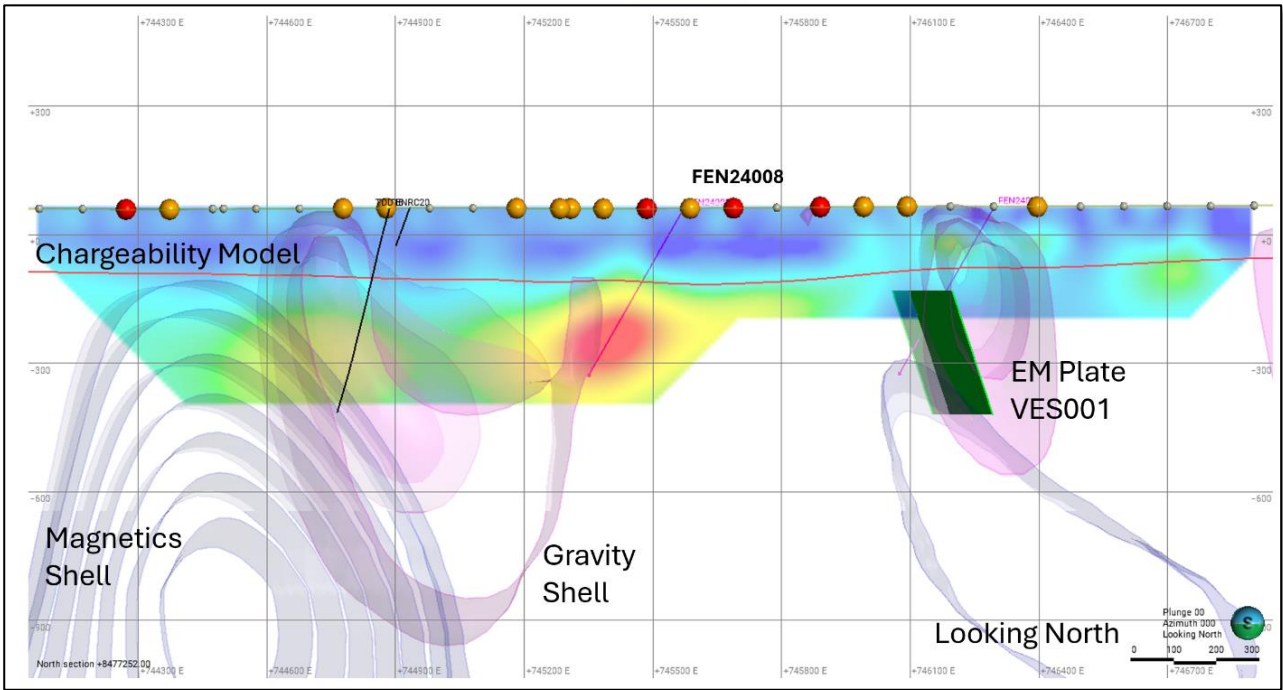 +744300 E +744600 E +744900 E +745200 E +745500 E +745800 E +746100 E +746400 E +746700 E
+300 +300
FEN24008
+0 +0
Chargeability Model
-300 -300
EM Plate
VES001
-600 -600
Magnetics
Shell
Gravity
Shell
Plunge 00
Azimuth 000
Looking North
S
-900
Looking North
0 100 200 300
North section +8477252.00
+744300 E +744600 E +744900 E +745200 E +745500 E +745800 E +746100 E +746400 E +746700 E